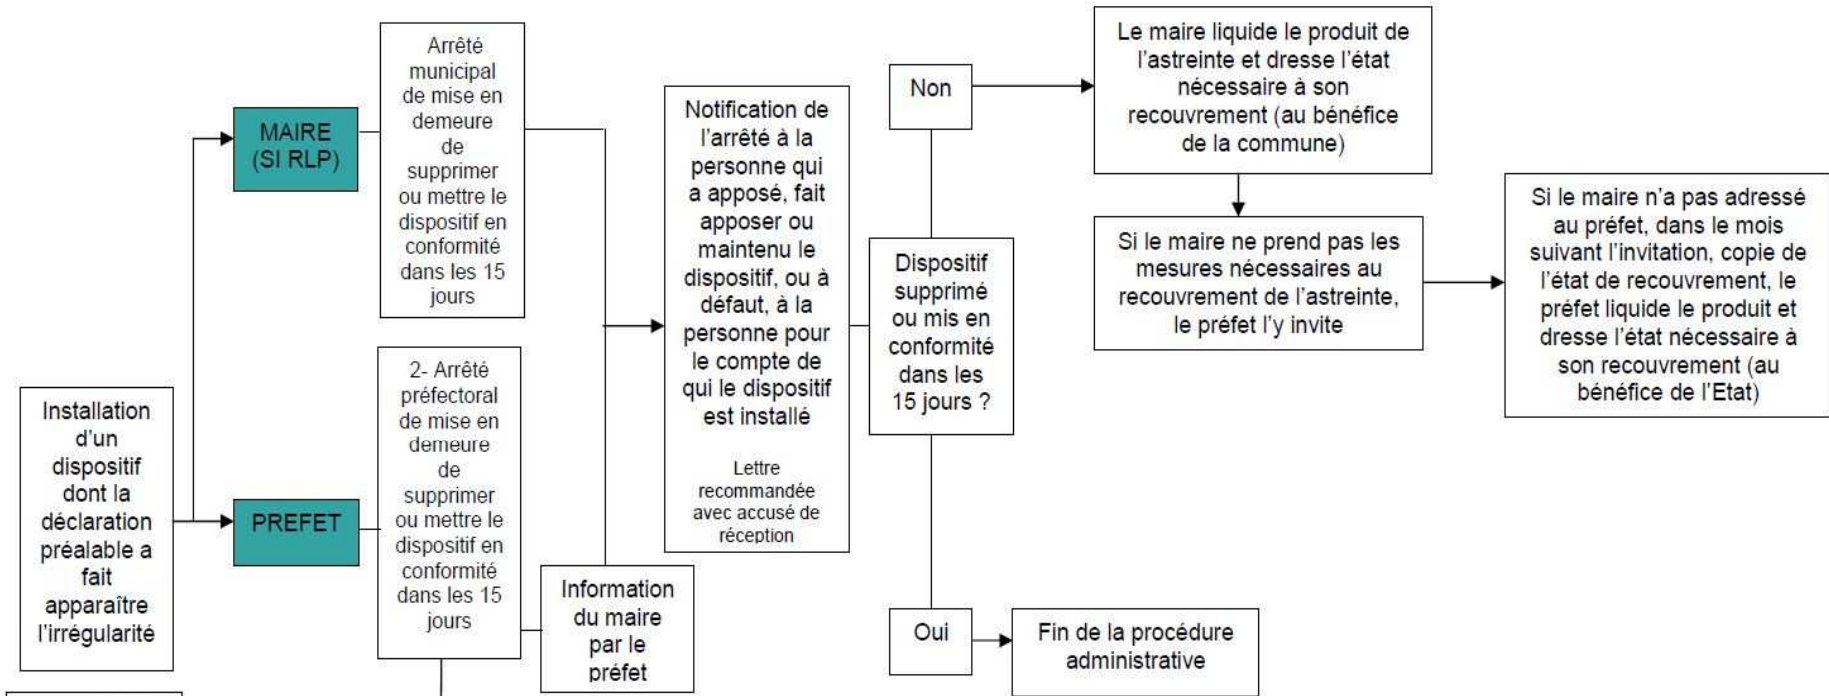 Installation
d'un
dispositif
dont la
déclaration
préalable a
fait
apparaître
l'irrégularité
MAIRE
(SI RLP)
Arrêté
municipal
de mise en
demeure
de
supprimer
ou mettre le
dispositif en
conformité
dans les 15
jours
PREFET
2- Arrêté
préfectoral
de mise en
demeure
de
supprimer
ou mettre le
dispositif en
conformité
dans les 15
jours
Information
du maire
par le
préfet
Notification de
l'arrêté à la
personne qui
a apposé, fait
apposer ou
maintenu le
dispositif, ou à
défaut, à la
personne pour
le compte de
qui le dispositif
est installé
Lettre
recommandée
avec accusé de
réception
Dispositif
supprimé
ou mis en
conformité
dans les
15 jours ?
Non
Le maire liquide le produit de
l'astreinte et dresse l'état
nécessaire à son
recouvrement (au bénéfice
de la commune)
Si le maire ne prend pas les
mesures nécessaires au
recouvrement de l'astreinte,
le préfet l'y invite
Si le maire n'a pas adressé
au préfet, dans le mois
suivant l'invitation, copie de
l'état de recouvrement, le
préfet liquide le produit et
dresse l'état nécessaire à
son recouvrement (au
bénéfice de l'Etat)
Oui
Fin de la procédure
administrative